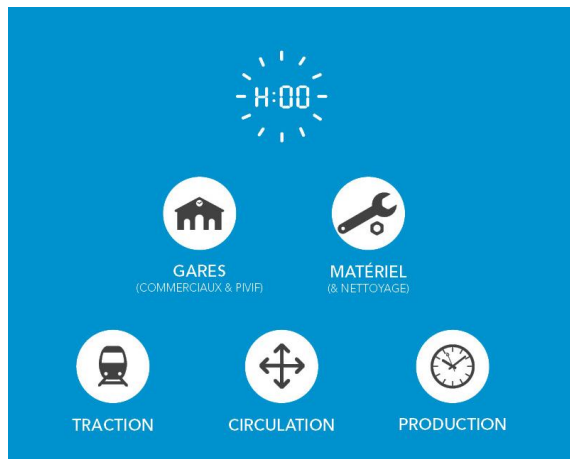 H:00
GARES
(COMMERCIAUX & PIVIF)
MATÉRIEL
(& NETTOYAGE)
TRACTION
CIRCULATION
PRODUCTION